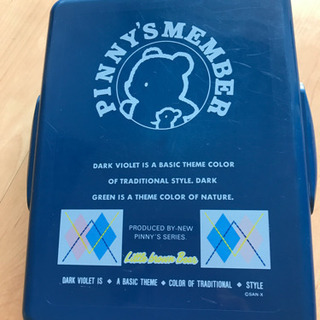 PINNY'S MEMBER
DARK VIOLET IS A BASIC THEME COLOR
OF TRADITIONAL STYLE. DARK
GREEN IS A THEME COLOR OF NATURE.
PRODUCED BY-NEW
PINNY'S SERIES
Little brown Bear
DARK VIOLET IS ◆ A BASIC THEME ◆ COLOR OF TRADITIONAL ◆ STYLE
©SAN-X